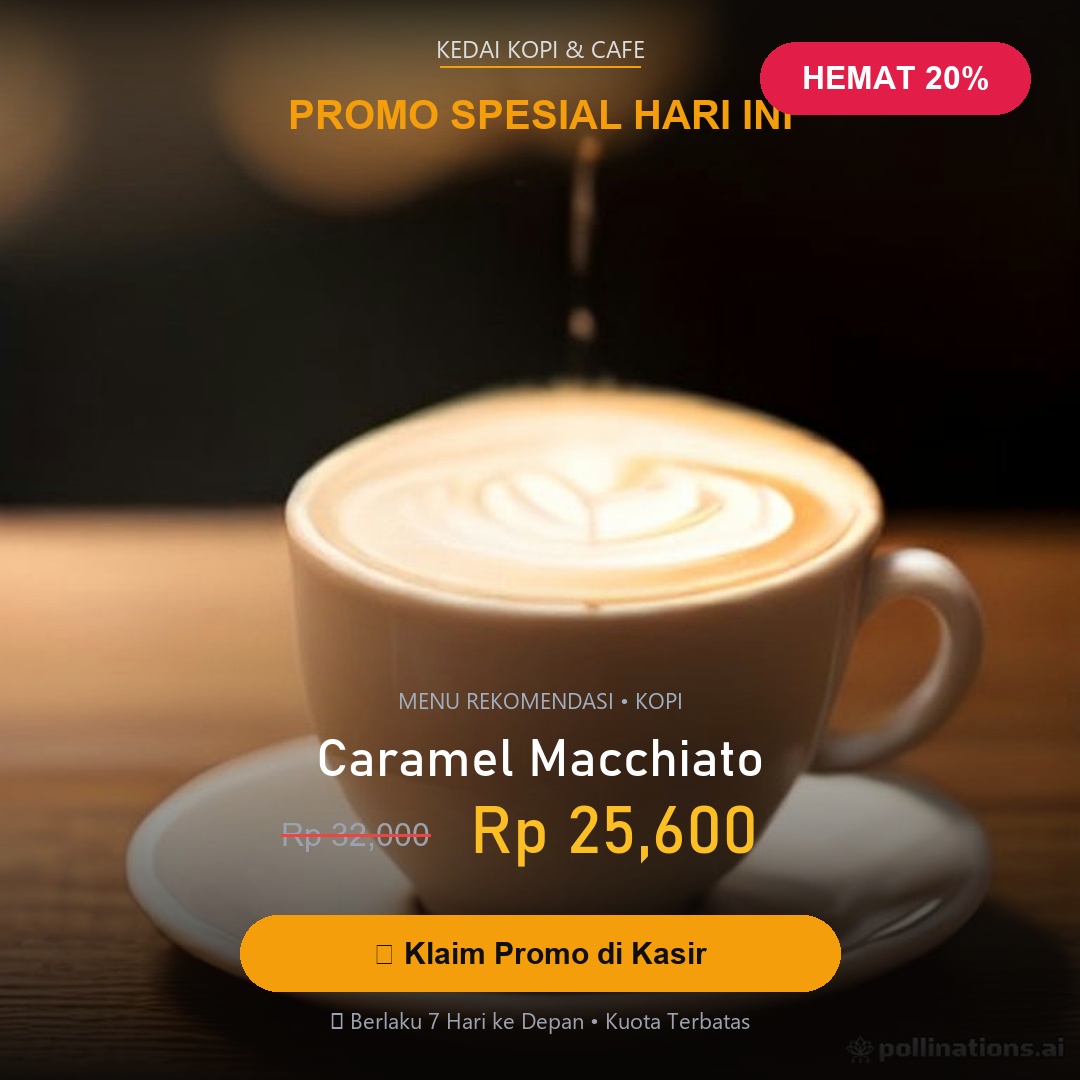 KEDAI KOPI & CAFE
HEMAT 20%
PROMO SPESIAL HARI INI
MENU REKOMENDASI • KOPI
Caramel Macchiato
Rp 32,000 Rp 25,600
Klaim Promo di Kasir
Berlaku 7 Hari ke Depan • Kuota Terbatas
pollinations.ai